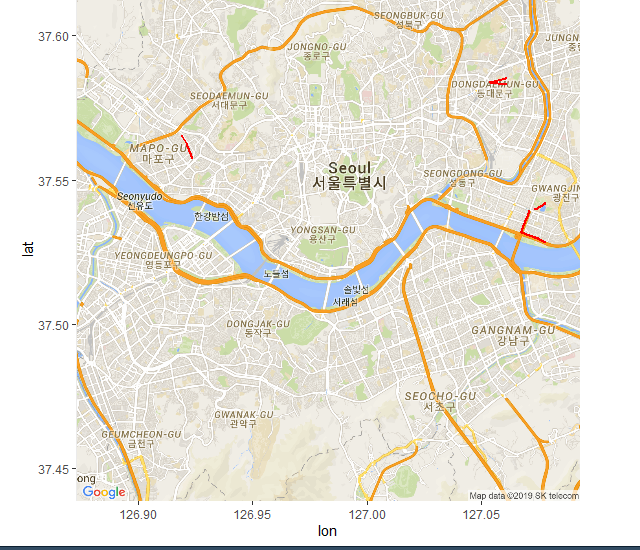 37.60
37.55
37.50
37.45
lat
SEONGBUK-GU
성북구
JONGNO-GU
종로구
JUNGN
중랑
DONGDAEMUN-GU
동대문구
SEODAEMUN-GU
서대문구
MAPO-GU
마포구
Seoul
서울특별시
SEONGDONG-GU
성동구
GWANGJIN
광진구
Seonyudo
선유도
한강밤섬
YONGSAN-GU
용산구
YEONGDEUNGPO-GU
영등포구
노들섬
솔빛섬
서래섬
DONGJAK-GU
동작구
GANGNAM-GU
강남구
SEOCHO-GU
서초구
GWANAK-GU
관악구
GEUMCHEON-GU
금천구
ong
Google
Map data ©2019 SK telecom
126.90
126.95
127.00
127.05
lon